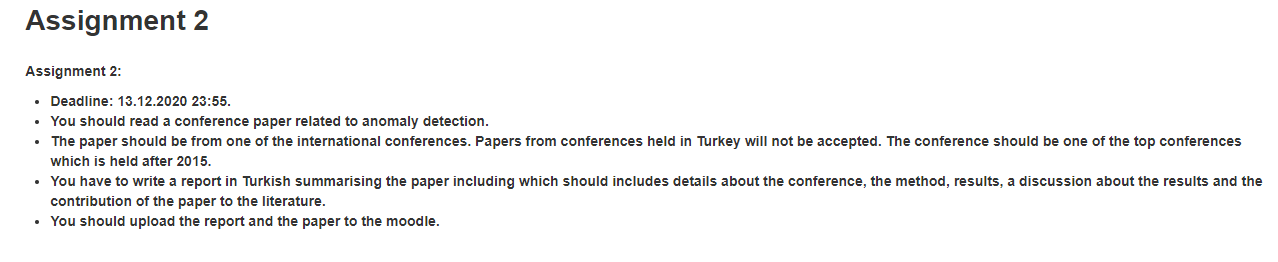 Assignment 2
Assignment 2:
• Deadline: 13.12.2020 23:55.
• You should read a conference paper related to anomaly detection.
• The paper should be from one of the international conferences. Papers from conferences held in Turkey will not be accepted. The conference should be one of the top conferences
which is held after 2015.
• You have to write a report in Turkish summarising the paper including which should includes details about the conference, the method, results, a discussion about the results and the
contribution of the paper to the literature.
• You should upload the report and the paper to the moodle.